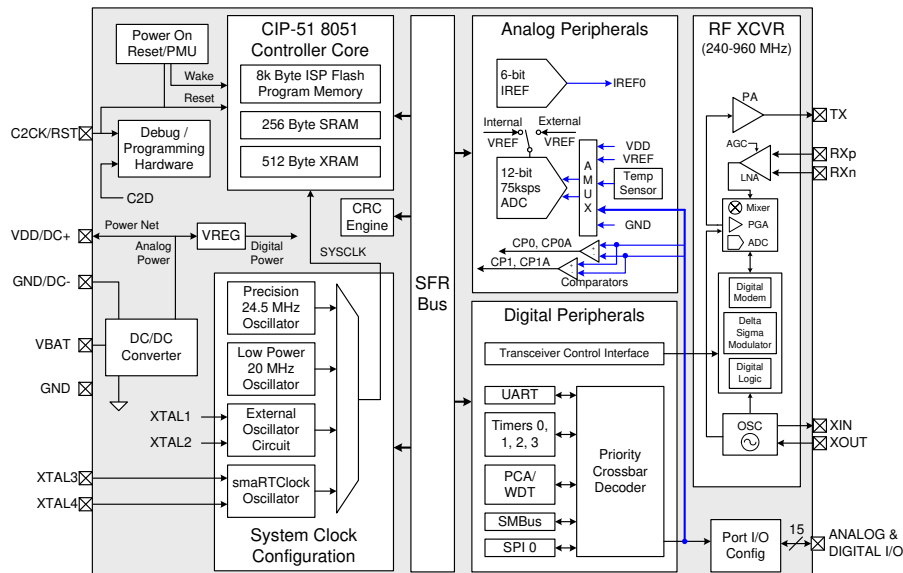 Power On
Reset/PMU
Wake
Reset
C2CK/RST
Debug /
Programming
Hardware
C2D
CIP-51 8051
Controller Core
8k Byte ISP Flash
Program Memory
256 Byte SRAM
512 Byte XRAM
VDD/DC+
Power Net
Analog
Power
VREG
Digital
Power
SYSCLK
CRC
Engine
GND/DC-
DC/DC
Converter
VBAT
GND
XTAL1
XTAL2
XTAL3
XTAL4
Precision
24.5 MHz
Oscillator
Low Power
20 MHz
Oscillator
External
Oscillator
Circuit
smaRTClock
Oscillator
System Clock
Configuration
SFR
Bus
Analog Peripherals
6-bit
IREF
IREF0
Internal
VREF
External
VREF
12-bit
75ksps
ADC
A
M
U
X
VDD
VREF
Temp
Sensor
GND
CP0, CP0A
+
-
CP1, CP1A
+
-
Comparators
Digital Peripherals
Transceiver Control Interface
UART
Timers 0,
1, 2, 3
PCA/
WDT
SMBus
SPI 0
Priority
Crossbar
Decoder
RF XCVR
(240-960 MHz)
PA
TX
AGC
LNA
RXp
RXn
Mixer
PGA
ADC
Digital
Modem
Delta
Sigma
Modulator
Digital
Logic
OSC
XIN
XOUT
Port I/O
Config
15
ANALOG &
DIGITAL I/O